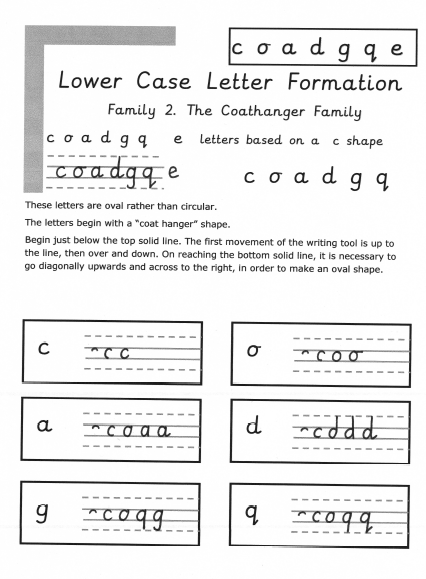 c o a d g q e
Lower Case Letter Formation
Family 2. The Coathanger Family
c o a d g q e letters based on a c shape
c o a d g q e c o a d g q
These letters are oval rather than circular.
The letters begin with a “coat hanger” shape.
Begin just below the top solid line. The first movement of the writing tool is up to
the line, then over and down. On reaching the bottom solid line, it is necessary to
go diagonally upwards and across to the right, in order to make an oval shape.
c c c
o c o o
a c o a a
d c d d d
g c o q g
q c o q q